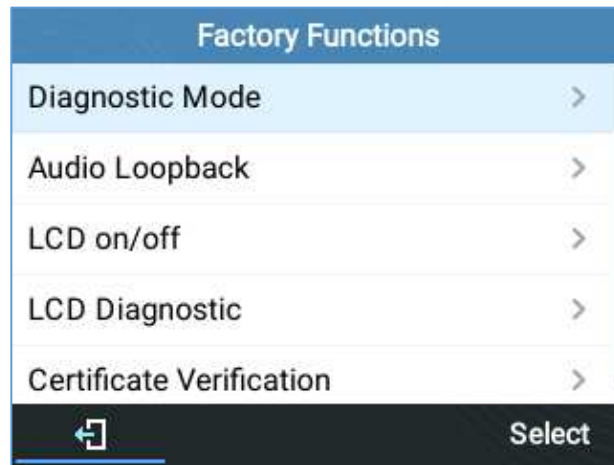 Factory Functions
Diagnostic Mode
Audio Loopback
LCD on/off
LCD Diagnostic
Certificate Verification
Select